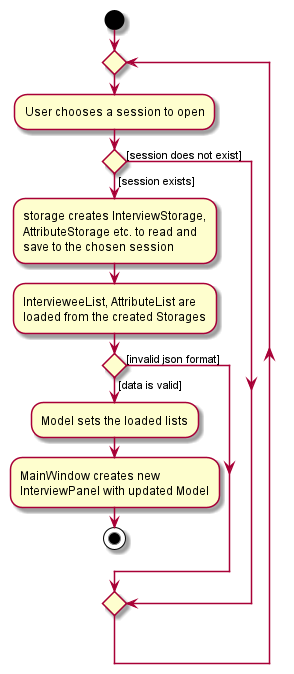 User chooses a session to open
[session does not exist]
[session exists]
storage creates InterviewStorage,
AttributeStorage etc. to read and
save to the chosen session
IntervieweeList, AttributeList are
loaded from the created Storages
[invalid json format]
[data is valid]
Model sets the loaded lists
MainWindow creates new
InterviewPanel with updated Model